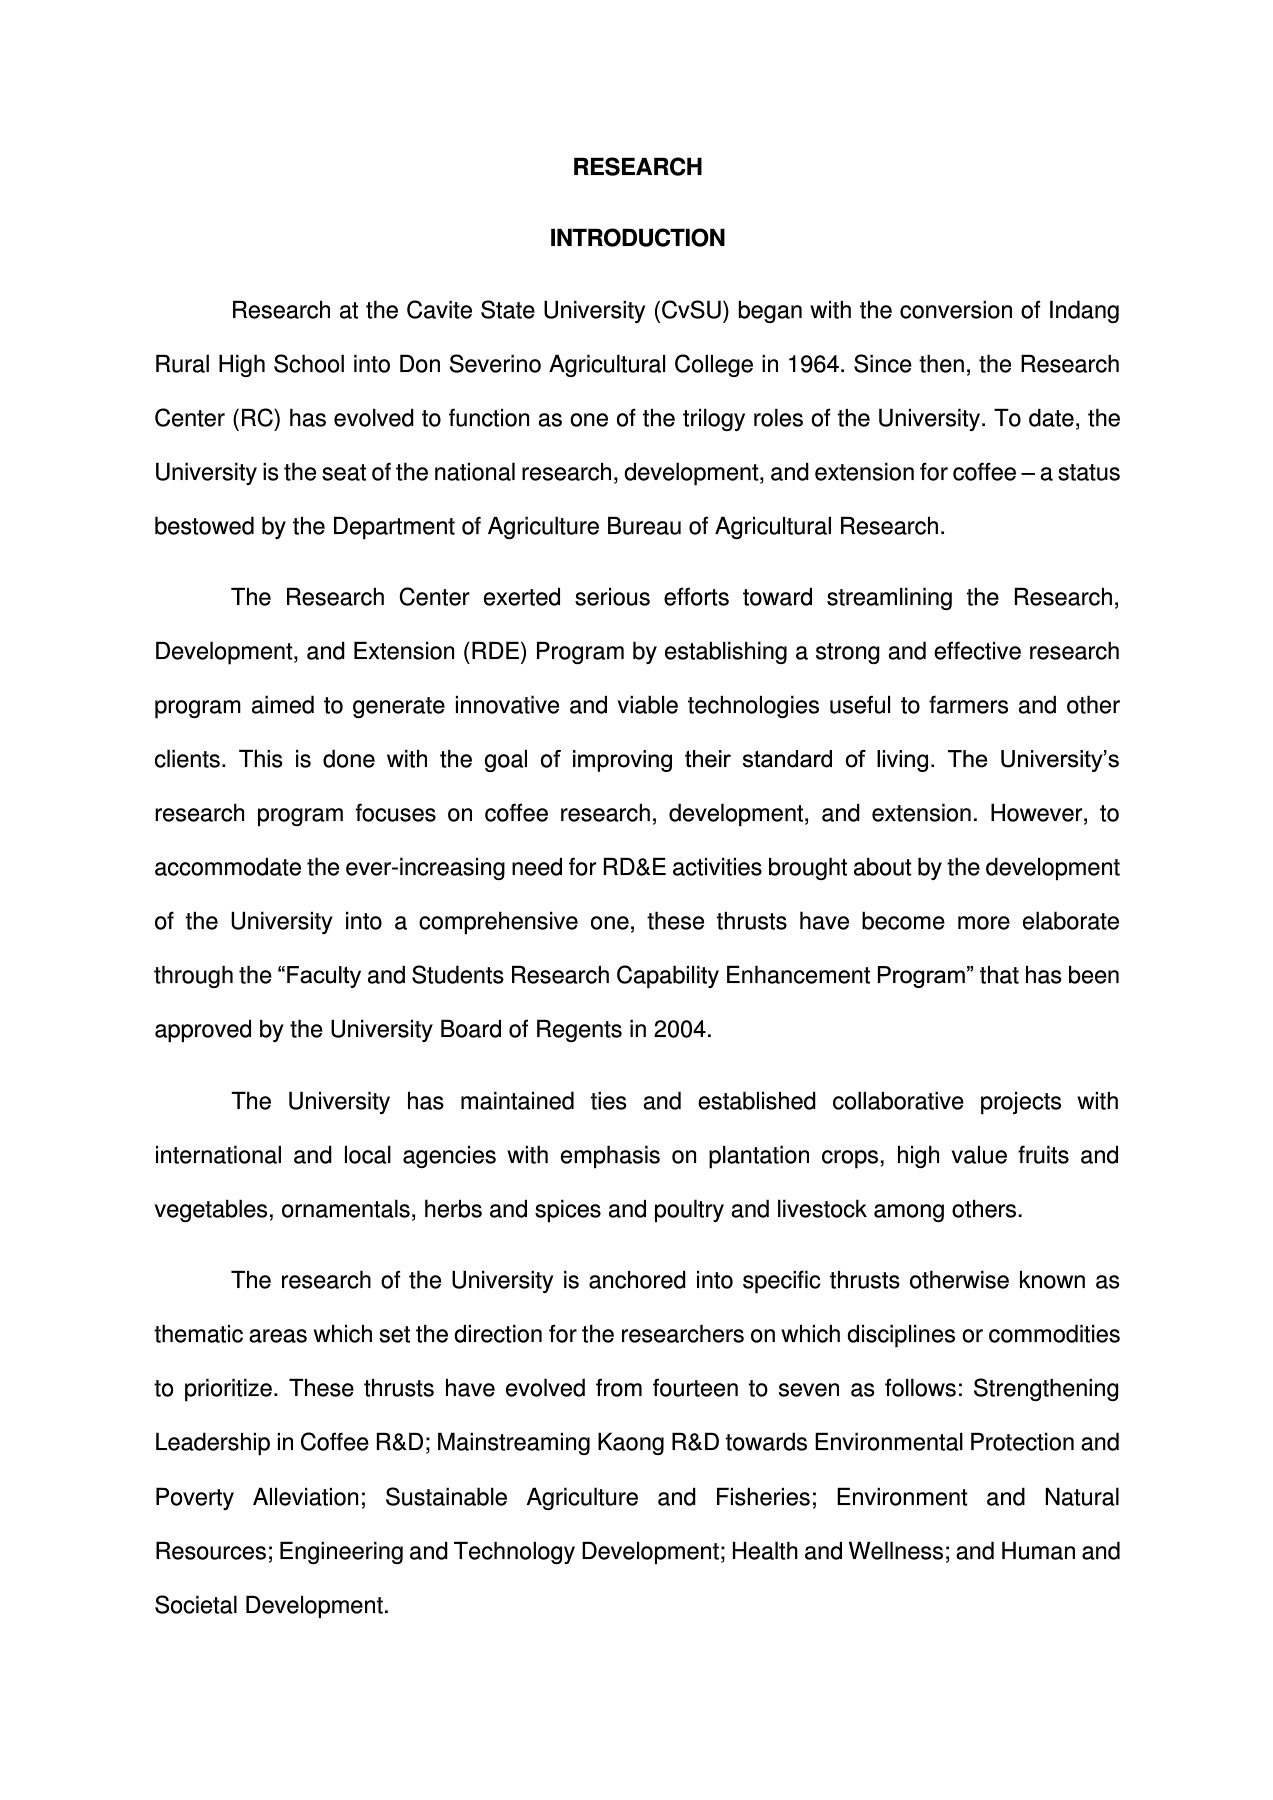 RESEARCH
INTRODUCTION
Research at the Cavite State University (CvSU) began with the conversion of Indang
Rural High School into Don Severino Agricultural College in 1964. Since then, the Research
Center (RC) has evolved to function as one of the trilogy roles of the University. To date, the
University is the seat of the national research, development, and extension for coffee – a status
bestowed by the Department of Agriculture Bureau of Agricultural Research.
The Research Center exerted serious efforts toward streamlining the Research,
Development, and Extension (RDE) Program by establishing a strong and effective research
program aimed to generate innovative and viable technologies useful to farmers and other
clients. This is done with the goal of improving their standard of living. The University’s
research program focuses on coffee research, development, and extension. However, to
accommodate the ever-increasing need for RD&E activities brought about by the development
of the University into a comprehensive one, these thrusts have become more elaborate
through the “Faculty and Students Research Capability Enhancement Program” that has been
approved by the University Board of Regents in 2004.
The University has maintained ties and established collaborative projects with
international and local agencies with emphasis on plantation crops, high value fruits and
vegetables, ornamentals, herbs and spices and poultry and livestock among others.
The research of the University is anchored into specific thrusts otherwise known as
thematic areas which set the direction for the researchers on which disciplines or commodities
to prioritize. These thrusts have evolved from fourteen to seven as follows: Strengthening
Leadership in Coffee R&D; Mainstreaming Kaong R&D towards Environmental Protection and
Poverty Alleviation; Sustainable Agriculture and Fisheries; Environment and Natural
Resources; Engineering and Technology Development; Health and Wellness; and Human and
Societal Development.